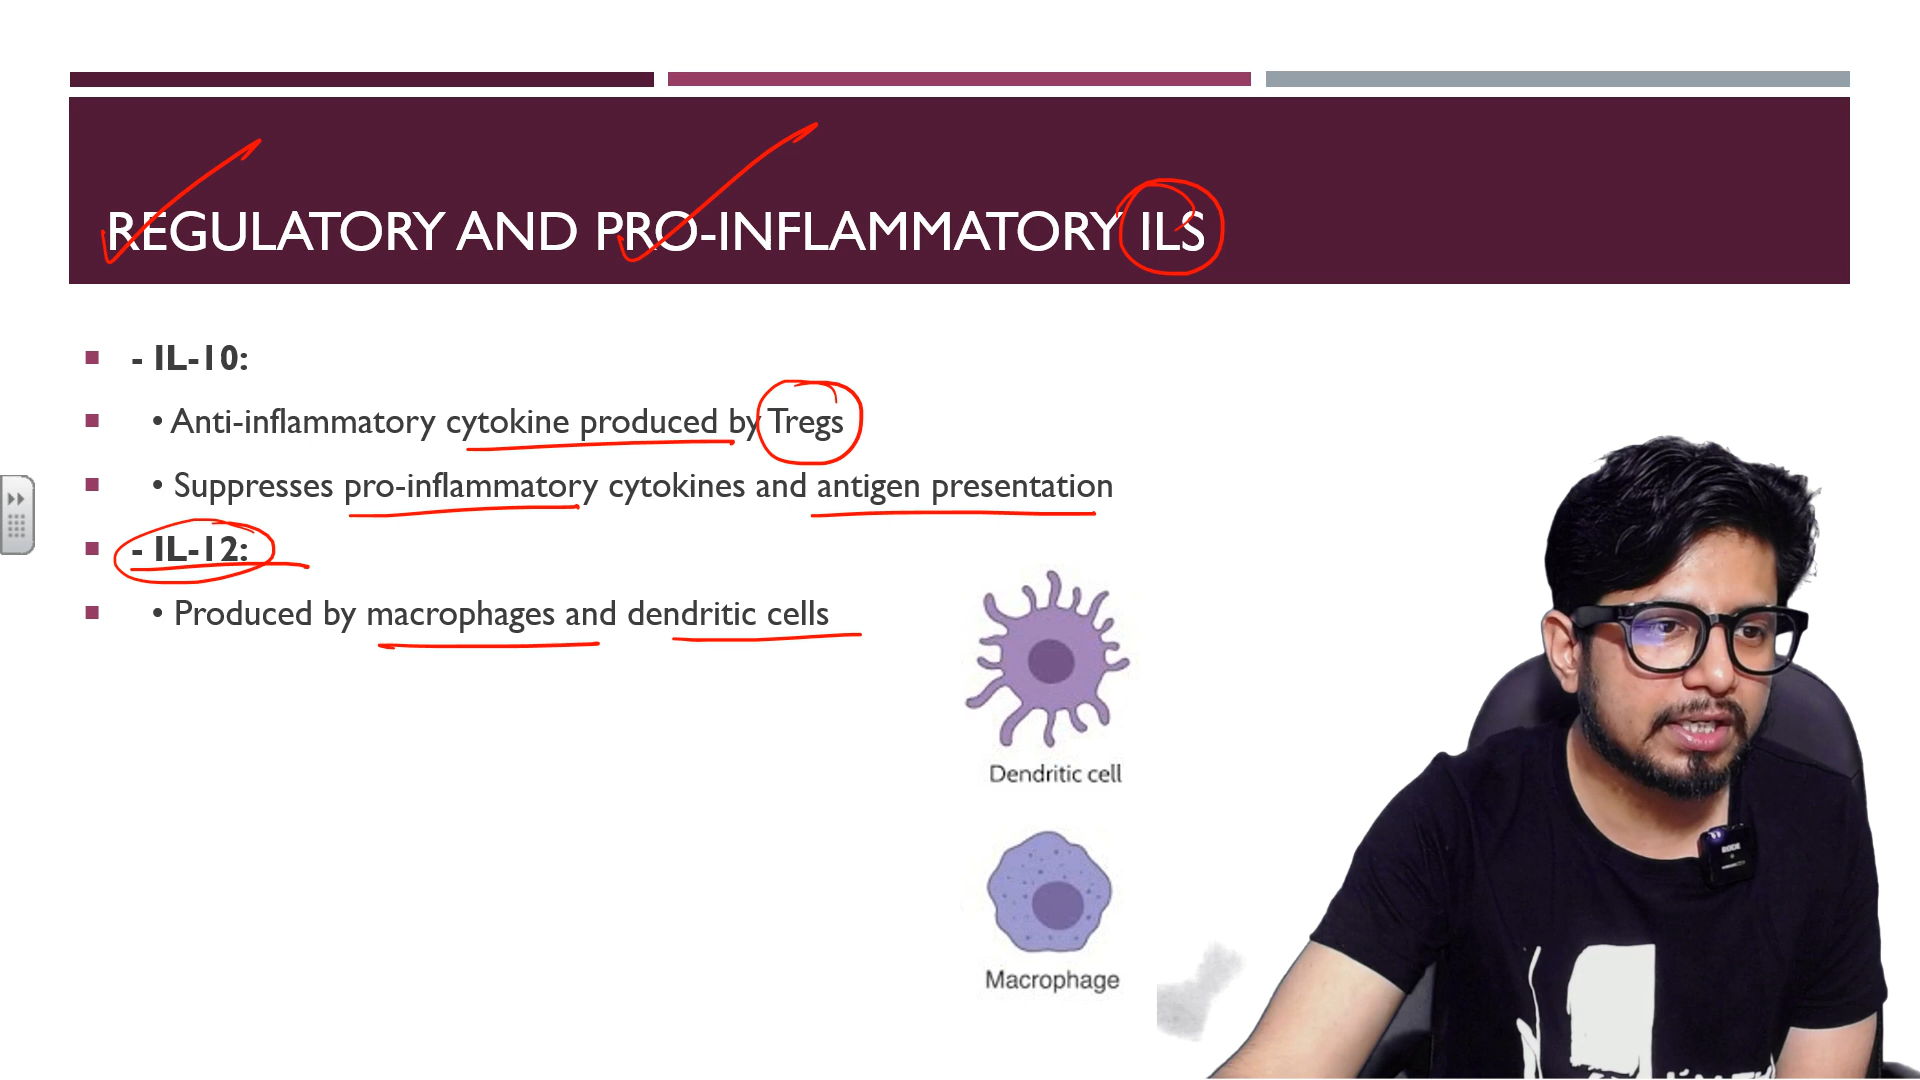 REGULATORY AND PRO-INFLAMMATORY ILS
- IL-10:
• Anti-inflammatory cytokine produced by Tregs
• Suppresses pro-inflammatory cytokines and antigen presentation
- IL-12:
• Produced by macrophages and dendritic cells
Dendritic cell
RODE
Macrophage